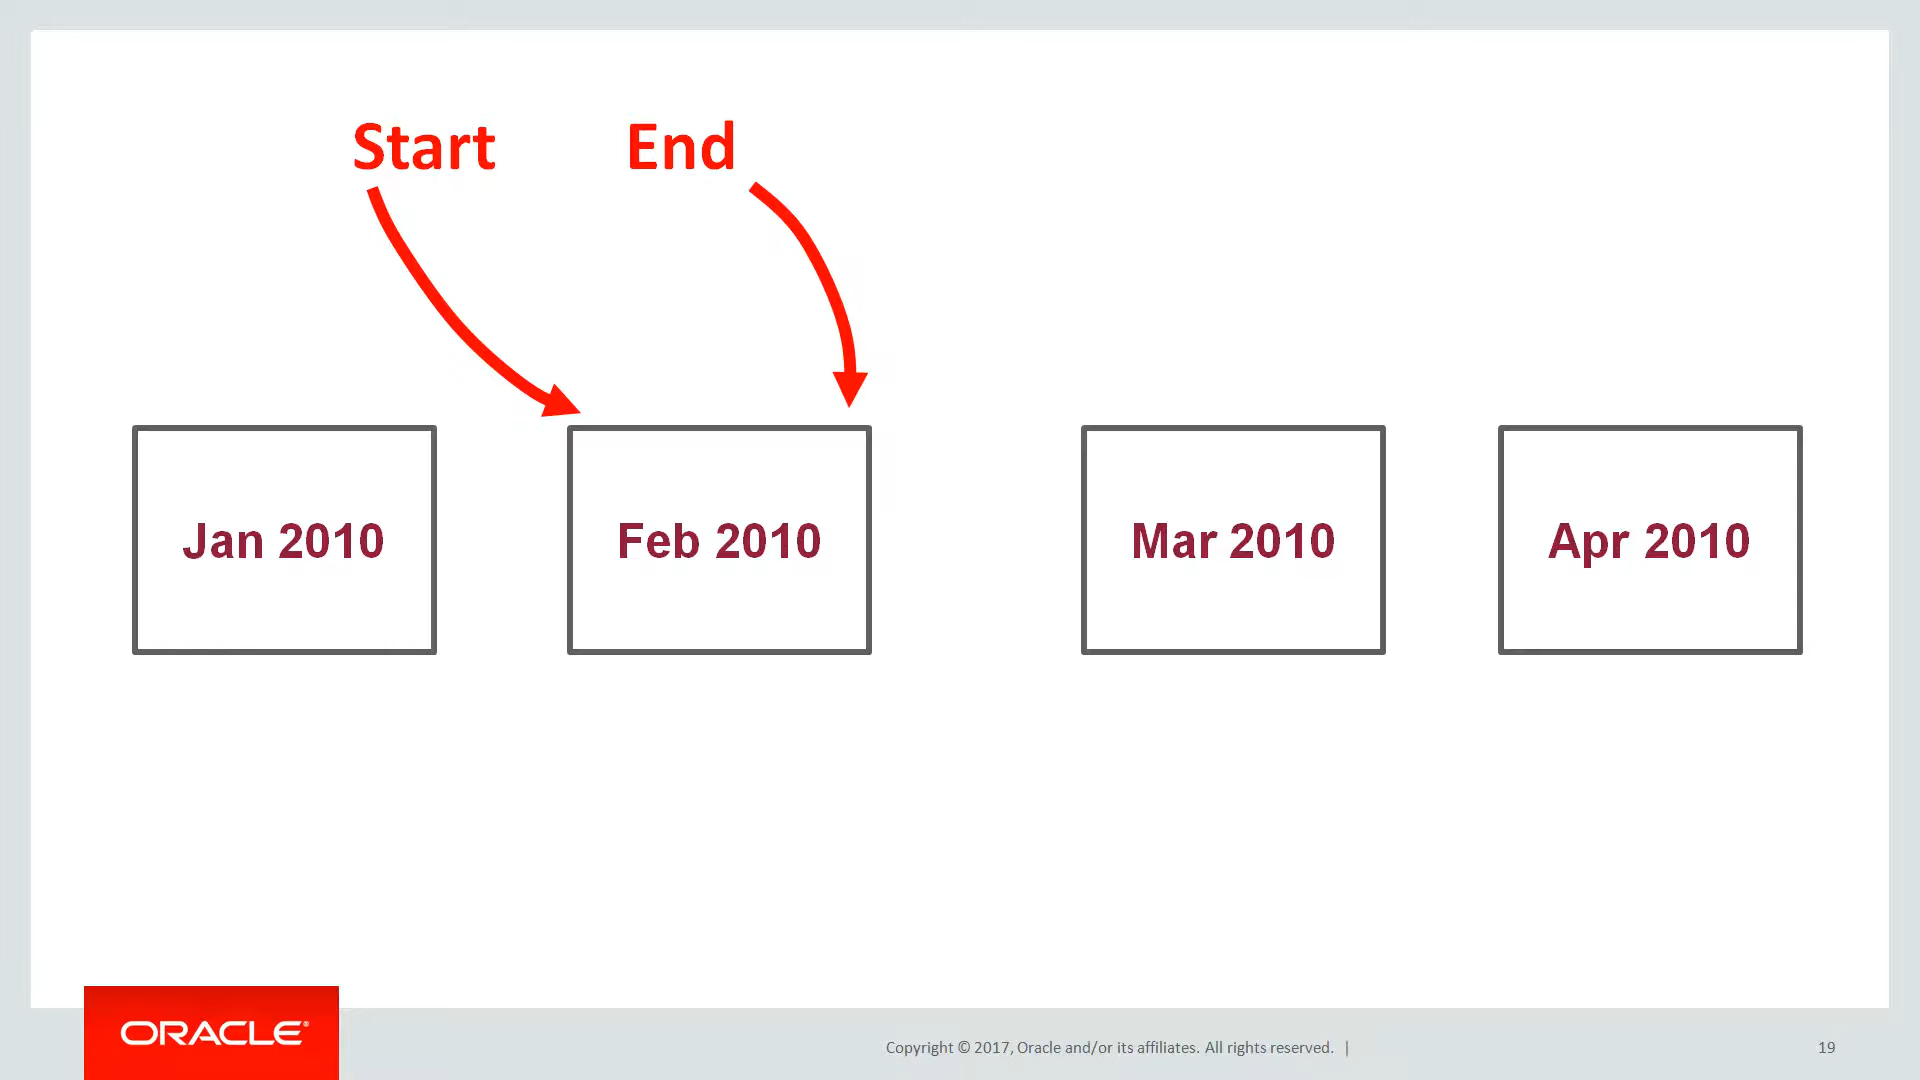 Start End
Jan 2010 Feb 2010 Mar 2010 Apr 2010
ORACLE®
Copyright © 2017, Oracle and/or its affiliates. All rights reserved. | 19